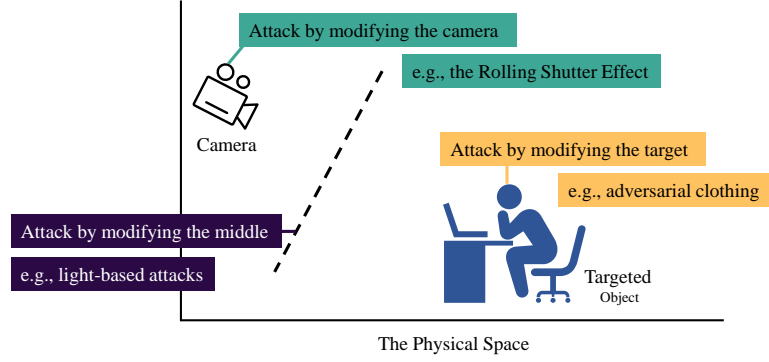 Attack by modifying the camera
e.g., the Rolling Shutter Effect
Camera
Attack by modifying the target
e.g., adversarial clothing
Attack by modifying the middle
e.g., light-based attacks
Targeted
Object
The Physical Space